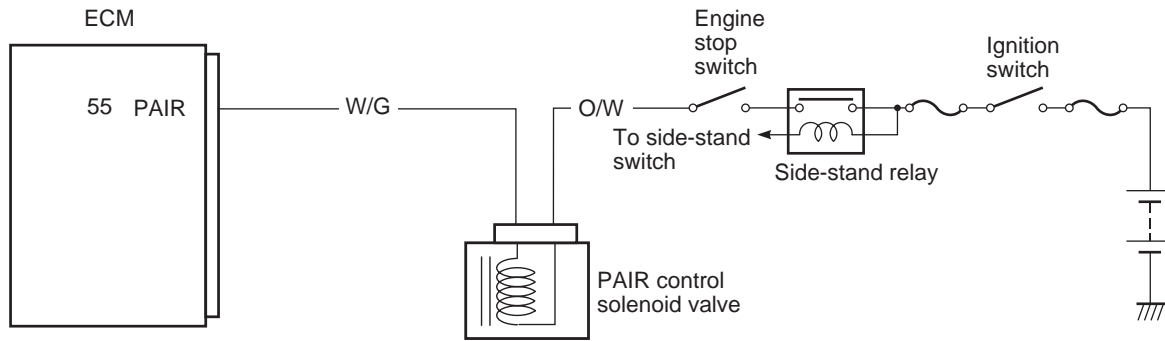 ECM
55 PAIR
W/G
O/W
Engine
stop
switch
Ignition
switch
To side-stand
switch
Side-stand relay
PAIR control
solenoid valve